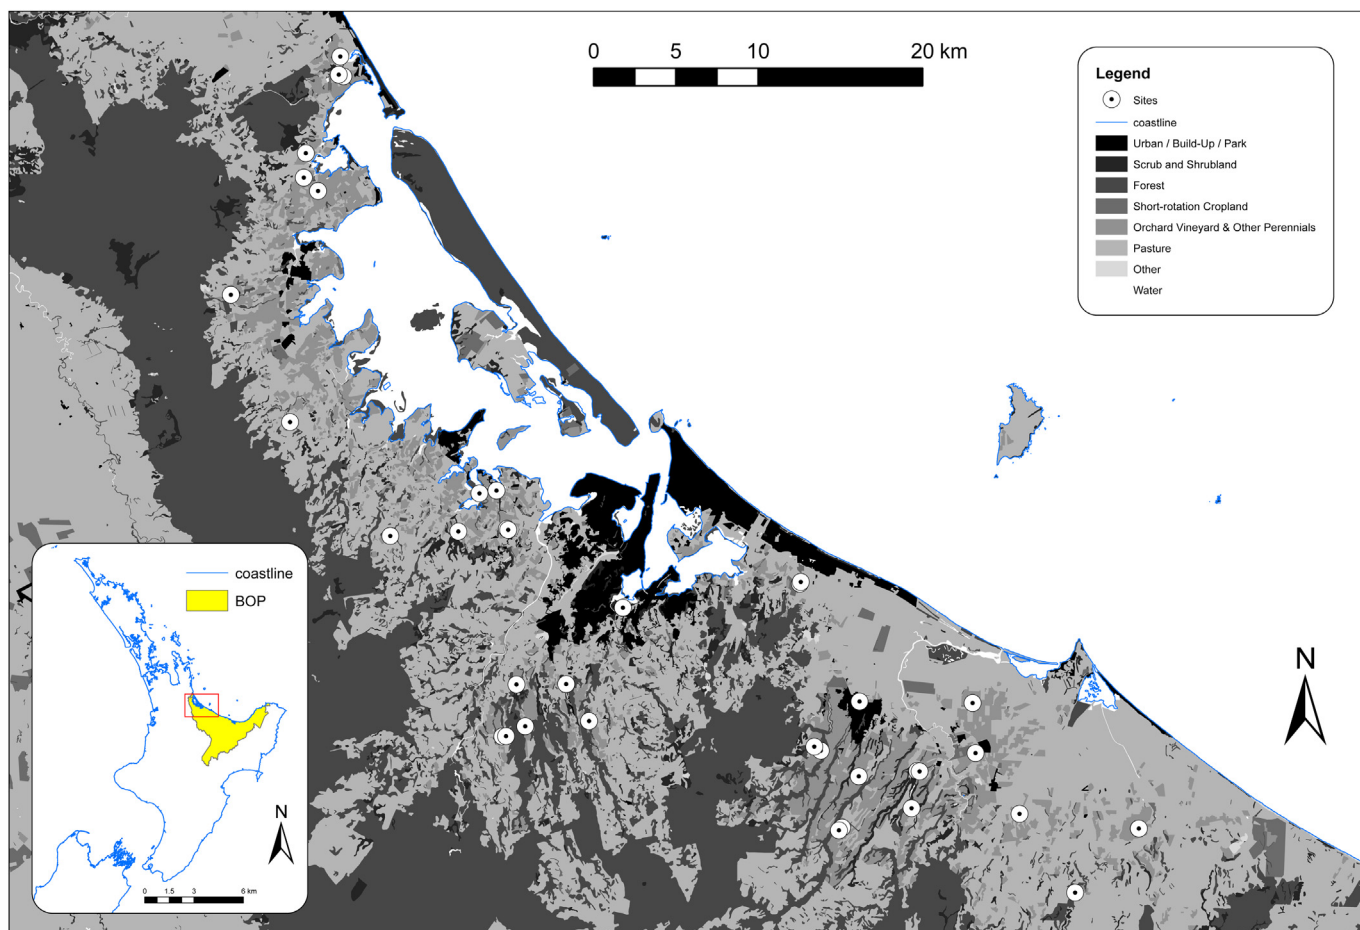 0 5 10 20 km
Legend
Sites
coastline
Urban / Build-Up / Park
Scrub and Shrubland
Forest
Short-rotation Cropland
Orchard Vineyard & Other Perennials
Pasture
Other
Water
coastline
BOP
N
0 1.5 3 6 km
N